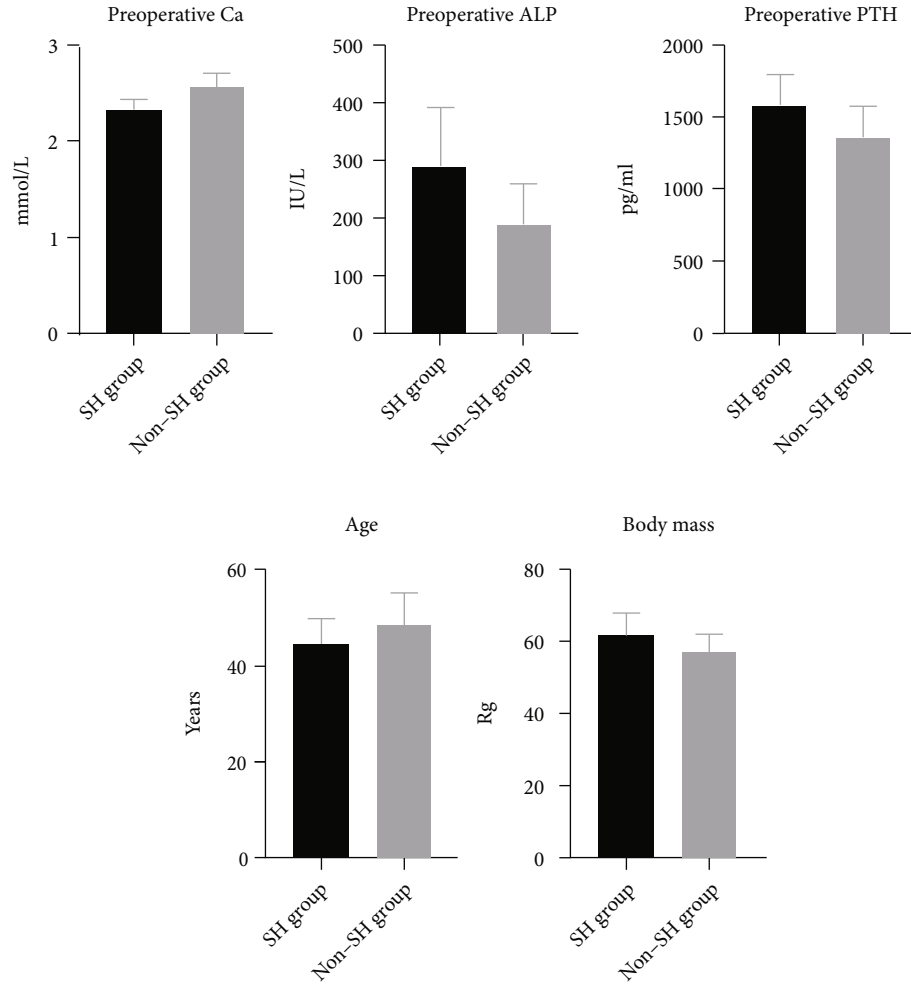 Preoperative Ca
3
2
1
0
mmol/L
SH group
Non–SH group
Preoperative ALP
500
400
300
200
100
0
IU/L
SH group
Non–SH group
Preoperative PTH
2000
1500
1000
500
0
pg/ml
SH group
Non–SH group
Age
60
40
20
0
Years
SH group
Non–SH group
Body mass
80
60
40
20
0
Rg
SH group
Non–SH group